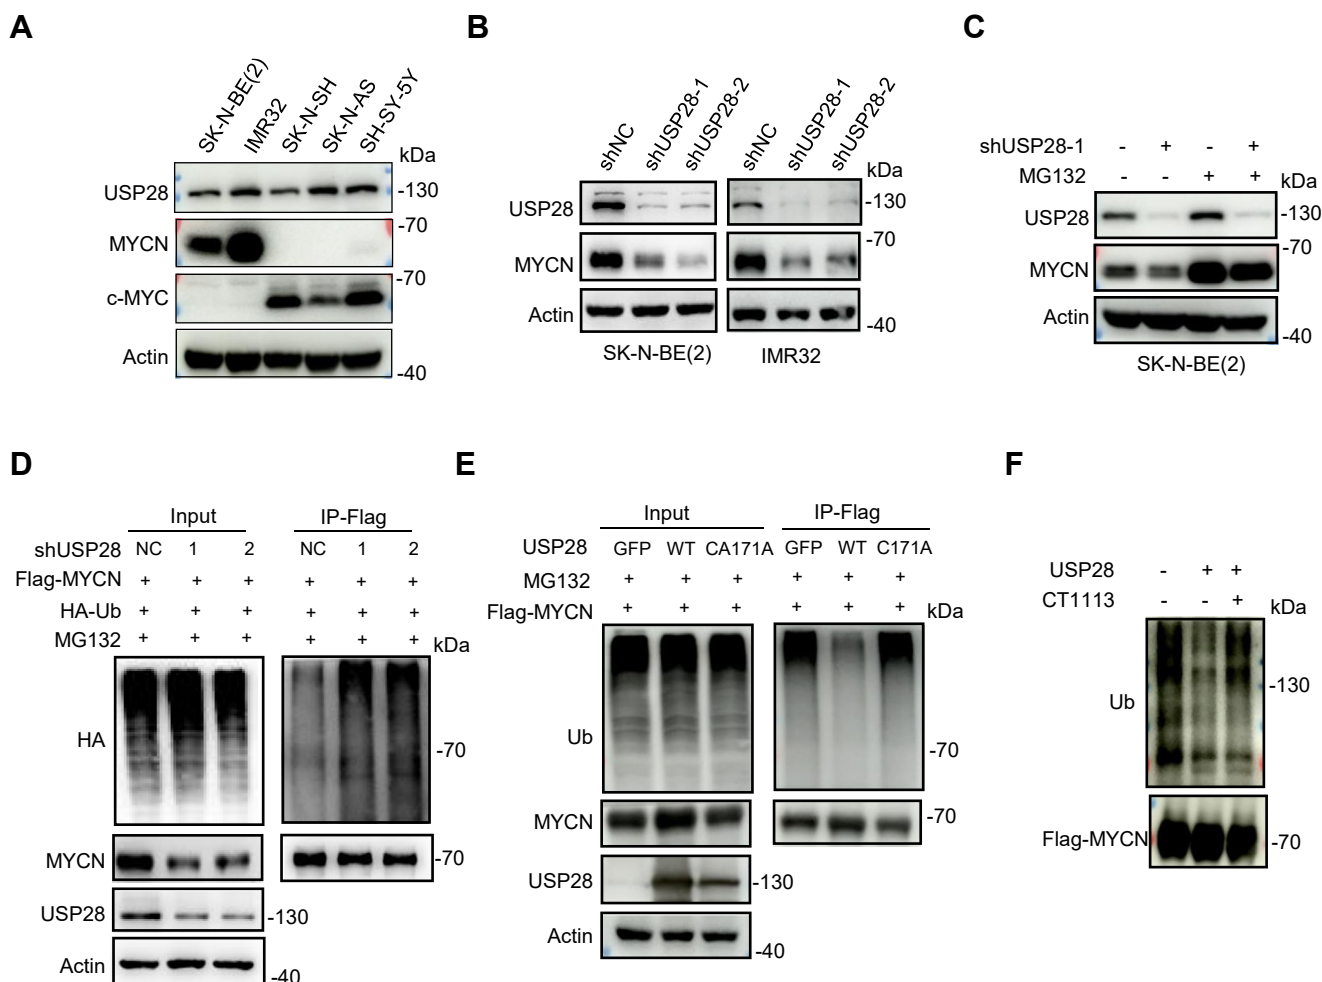 A
SK-N-BE(2) IMR32 SK-N-SH SK-N-AS SH-SY-5Y
kDa
USP28 -130
MYCN -70
c-MYC -70
Actin -40
B
shNC shUSP28-1 shUSP28-2 shNC shUSP28-1 shUSP28-2
kDa
USP28 -130
MYCN -70
Actin -40
SK-N-BE(2) IMR32
C
shUSP28-1 - + - +
MG132 - - + +
kDa
USP28 -130
MYCN -70
Actin -40
SK-N-BE(2)
D
Input IP-Flag
shUSP28 NC 1 2 NC 1 2
Flag-MYCN + + + + + +
HA-Ub + + + + + +
MG132 + + + + + +
kDa
HA -70
MYCN -70
USP28 -130
Actin -40
E
Input IP-Flag
USP28 GFP WT CA171A GFP WT C171A
MG132 + + + + + +
Flag-MYCN + + + + + +
kDa
Ub -70
MYCN -70
USP28 -130
Actin -40
F
USP28 - + +
CT1113 - - +
kDa
Ub -130
Flag-MYCN -70